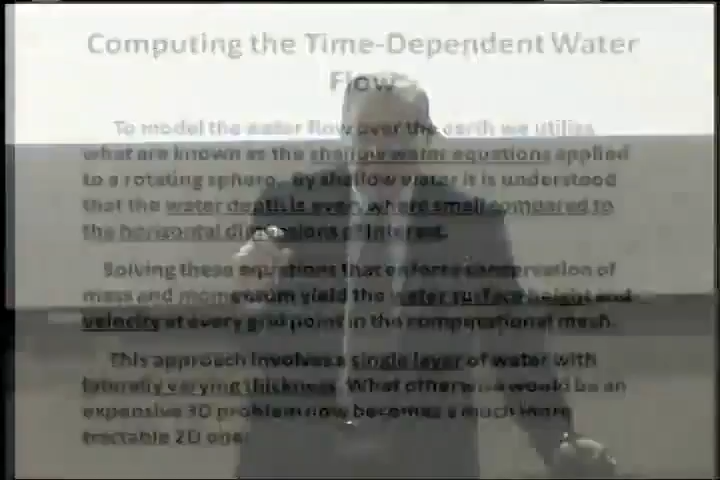 Computing the Time-Dependent Water
Flow
To model the water flow over the earth we utilize
what are known as the shallow water equations applied
to a rotating sphere. By shallow water it is understood
that the water depth is everywhere small compared to
the horizontal dimensions of interest.
Solving these equations that enforce conservation of
mass and momentum yield the water surface height and
velocity at every grid point in the computational mesh.
This approach involves a single layer of water with
laterally varying thickness. What otherwise would be an
expensive 3D problem now becomes a much more
tractable 2D one.